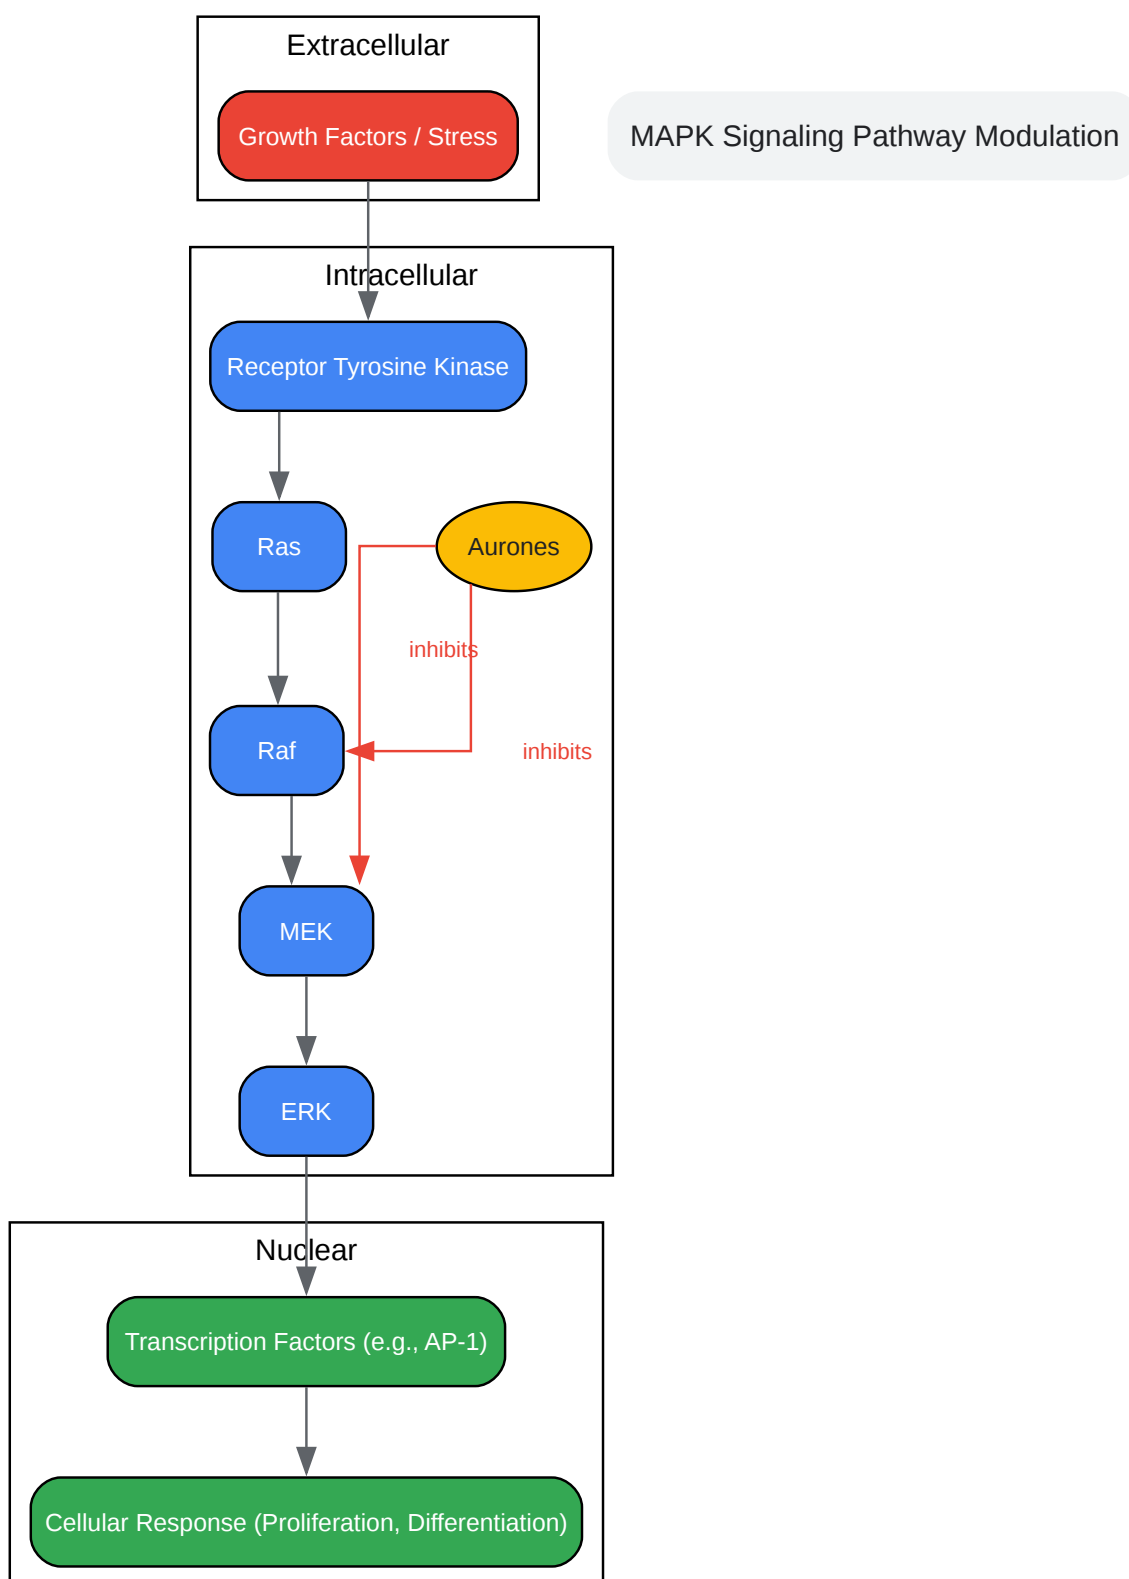 Extracellular
Growth Factors / Stress
MAPK Signaling Pathway Modulation
Intracellular
Receptor Tyrosine Kinase
Ras
Aurones
inhibits
Raf
inhibits
MEK
ERK
Nuclear
Transcription Factors (e.g., AP-1)
Cellular Response (Proliferation, Differentiation)